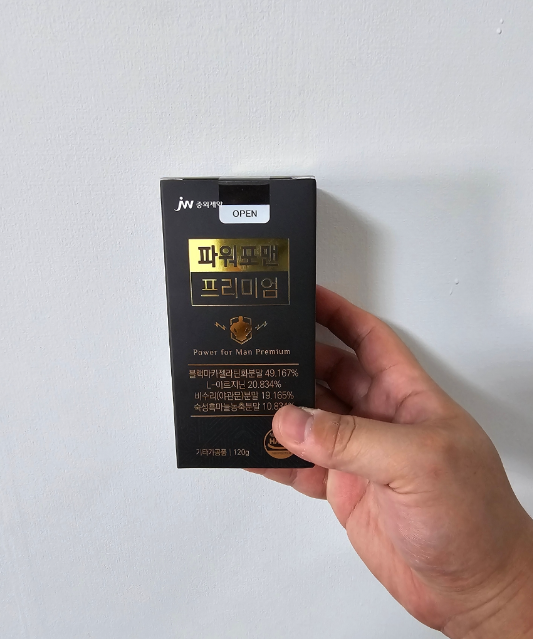 jw 중외제약
OPEN
파워포맨
프리미엄
Power for Man Premium
블랙마카젤라틴화분말 49.167%
L-아르지닌 20.834%
비수리(야관문)분말 19.165%
숙성흑마늘농축분말
기타가공품 | 120g